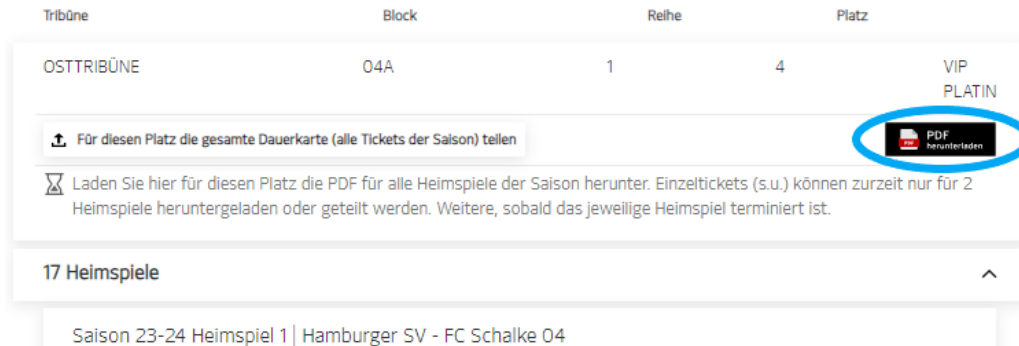 Tribüne Block Reihe Platz
OSTTRIBÜNE 04A 1 4 VIP
PLATIN
Für diesen Platz die gesamte Dauerkarte (alle Tickets der Saison) teilen
PDF
PDF
herunterladen
Laden Sie hier für diesen Platz die PDF für alle Heimspiele der Saison herunter. Einzeltickets (s.u.) können zurzeit nur für 2
Heimspiele heruntergeladen oder geteilt werden. Weitere, sobald das jeweilige Heimspiel terminiert ist.
17 Heimspiele
Saison 23-24 Heimspiel 1 | Hamburger SV - FC Schalke 04